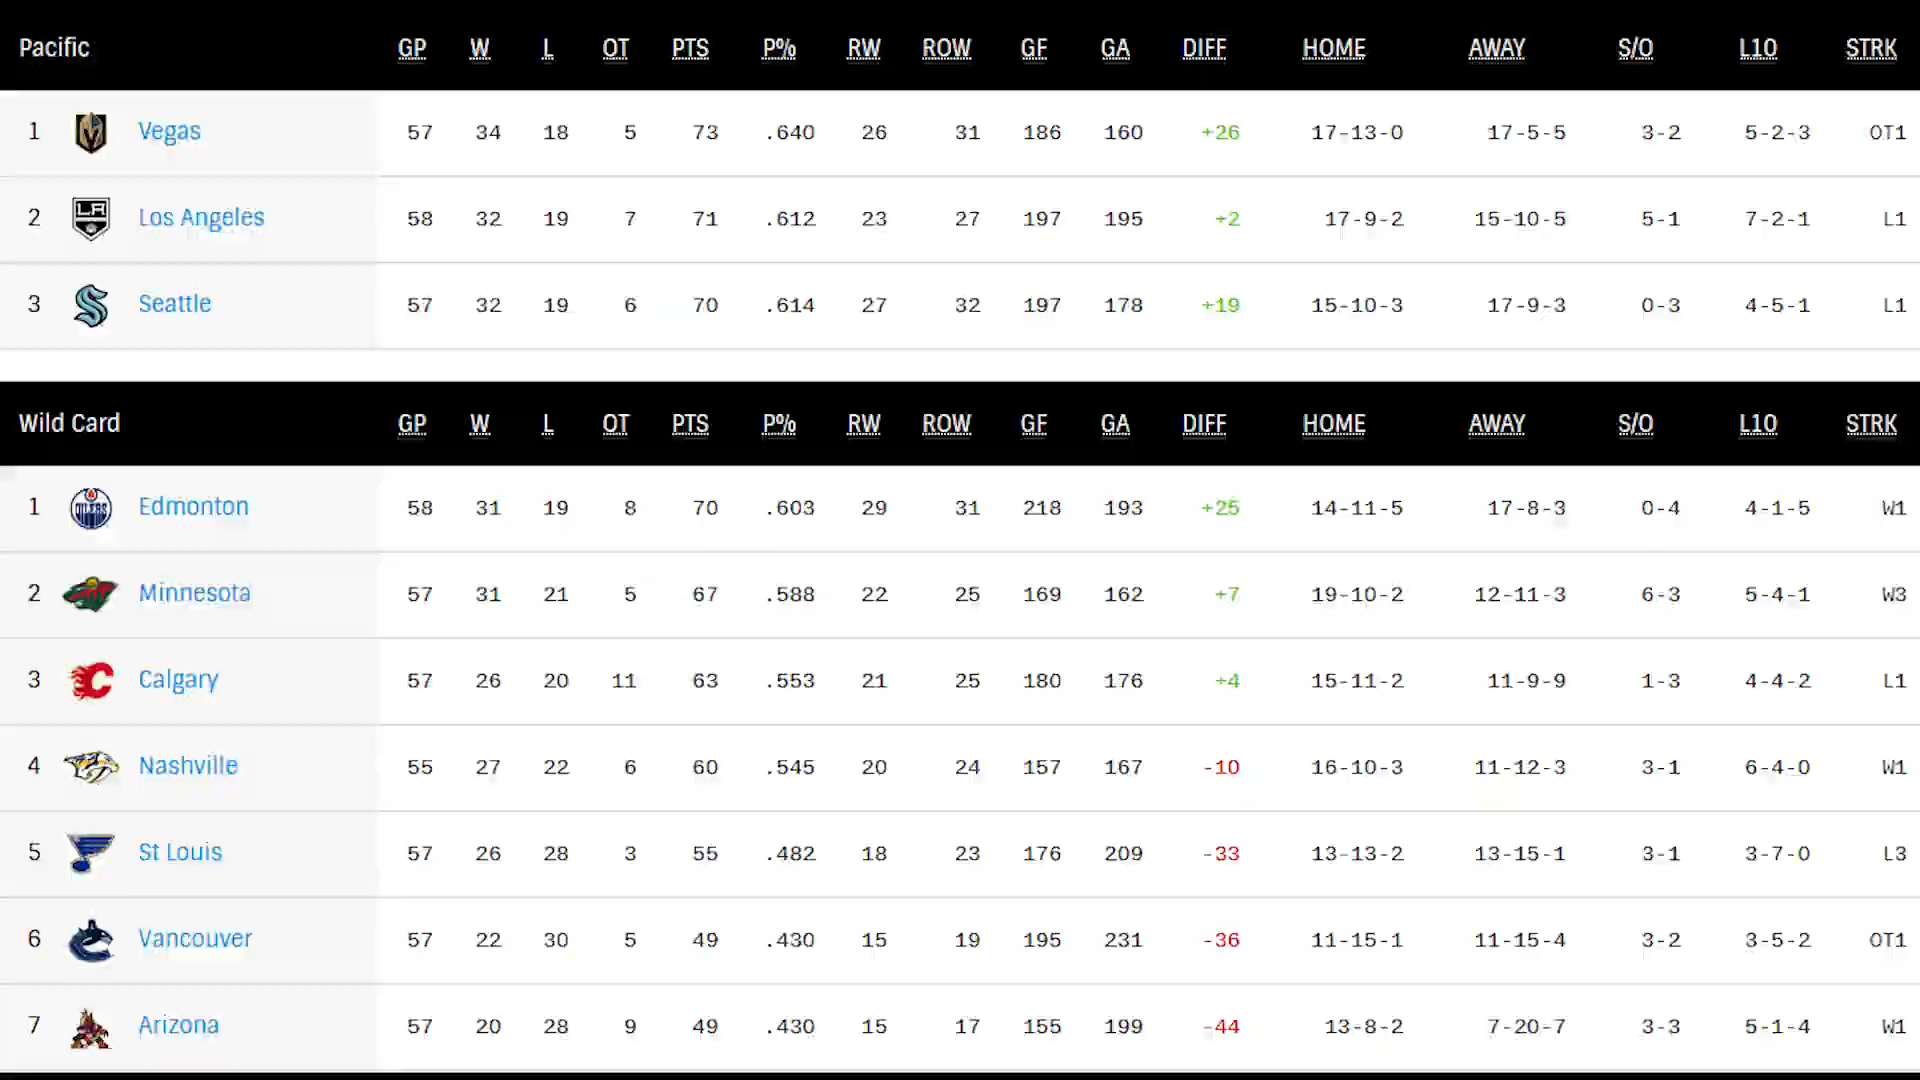 Pacific GP W L OT PTS P% RW ROW GF GA DIFF HOME AWAY S/O L10 STRK
1 Vegas 57 34 18 5 73 .640 26 31 186 160 +26 17-13-0 17-5-5 3-2 5-2-3 OT1
2 LA Los Angeles 58 32 19 7 71 .612 23 27 197 195 +2 17-9-2 15-10-5 5-1 7-2-1 L1
3 Seattle 57 32 19 6 70 .614 27 32 197 178 +19 15-10-3 17-9-3 0-3 4-5-1 L1
Wild Card GP W L OT PTS P% RW ROW GF GA DIFF HOME AWAY S/O L10 STRK
1 OILERS Edmonton 58 31 19 8 70 .603 29 31 218 193 +25 14-11-5 17-8-3 0-4 4-1-5 W1
2 Minnesota 57 31 21 5 67 .588 22 25 169 162 +7 19-10-2 12-11-3 6-3 5-4-1 W3
3 C Calgary 57 26 20 11 63 .553 21 25 180 176 +4 15-11-2 11-9-9 1-3 4-4-2 L1
4 Nashville 55 27 22 6 60 .545 20 24 157 167 -10 16-10-3 11-12-3 3-1 6-4-0 W1
5 St Louis 57 26 28 3 55 .482 18 23 176 209 -33 13-13-2 13-15-1 3-1 3-7-0 L3
6 Vancouver 57 22 30 5 49 .430 15 19 195 231 -36 11-15-1 11-15-4 3-2 3-5-2 OT1
7 Arizona 57 20 28 9 49 .430 15 17 155 199 -44 13-8-2 7-20-7 3-3 5-1-4 W1